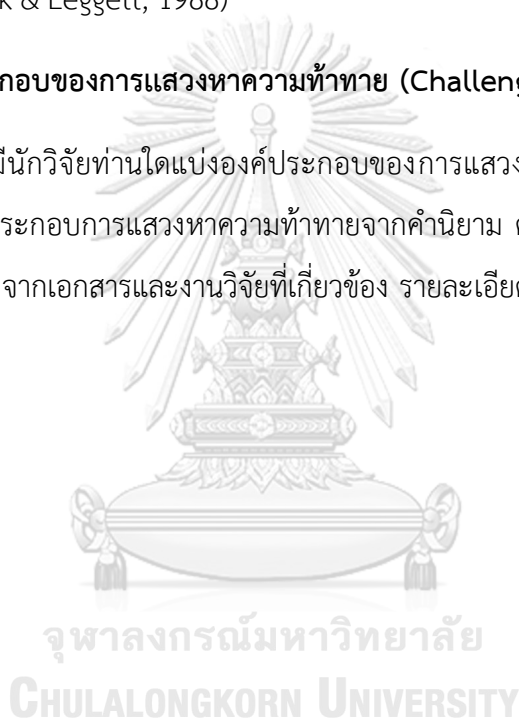 & Leggett, 1988)
กอบของการแสวงหาความท้าทาย (Challeng
มีนักวิจัยท่านใดแบ่งองค์ประกอบของการแสวง
ประกอบการแสวงหาความท้าทายจากคำนิยาม
จากเอกสารและงานวิจัยที่เกี่ยวข้อง รายละเอีย
จุฬาลงกรณ์มหาวิทยาลัย
CHULALONGKORN UNIVERSITY